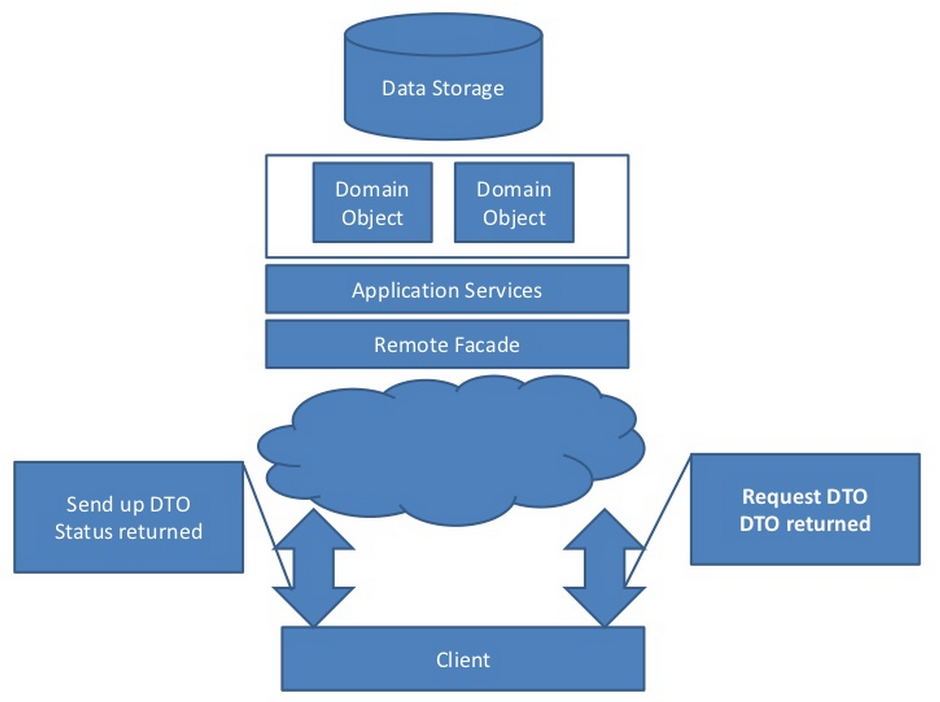 Data Storage
Domain
Object
Domain
Object
Application Services
Remote Facade
Send up DTO
Status returned
Request DTO
DTO returned
Client